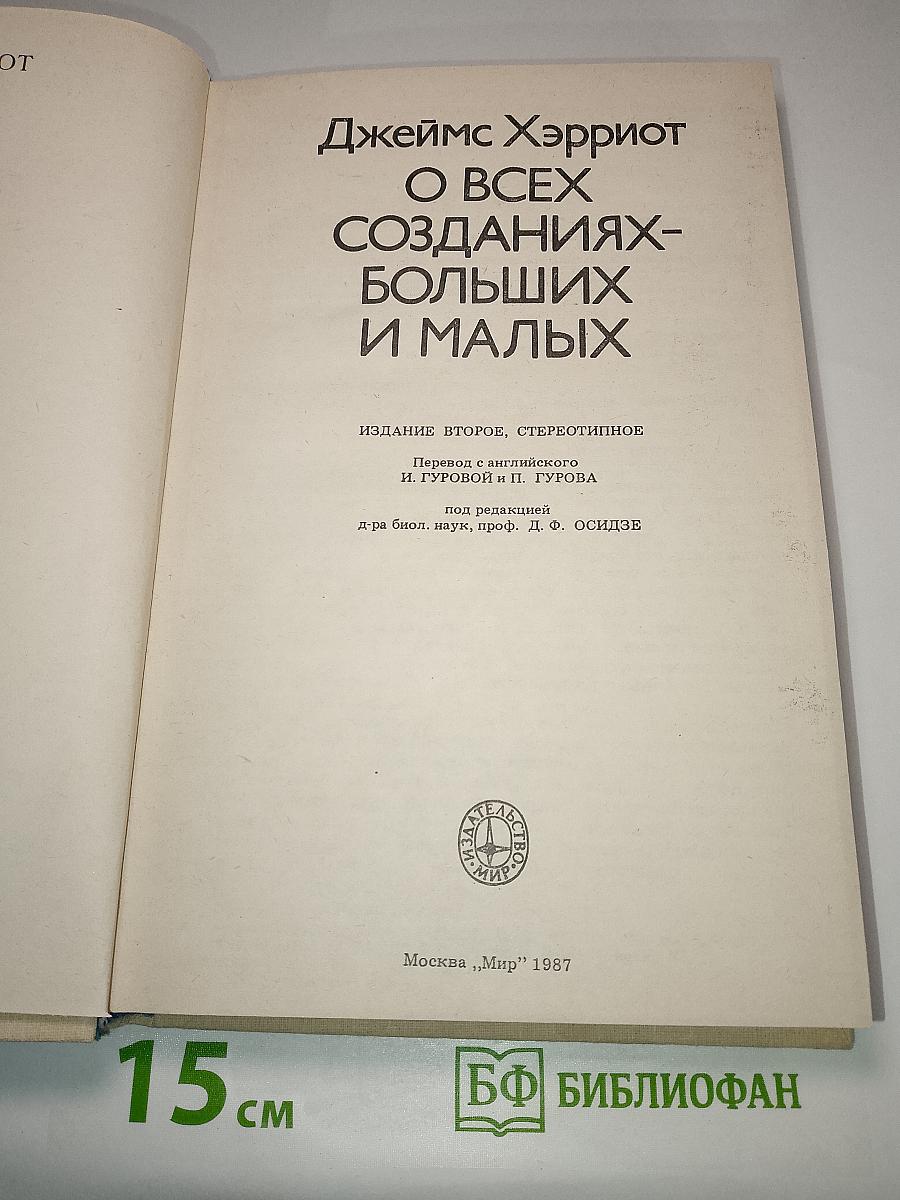 ОТ
Джеймс Хэрриот
О ВСЕХ
СОЗДАНИЯХ-
БОЛЬШИХ
И МАЛЫХ
ИЗДАНИЕ ВТОРОЕ, СТЕРЕОТИПНОЕ
Перевод с английского
И. ГУРОВОЙ и П. ГУРОВА
под редакцией
д-ра биол. наук, проф. Д. Ф. ОСИДЗЕ
ИЗДАТЕЛЬСТВО
МИР
Москва „Мир” 1987
15 см
БФ БИБЛИОФАН